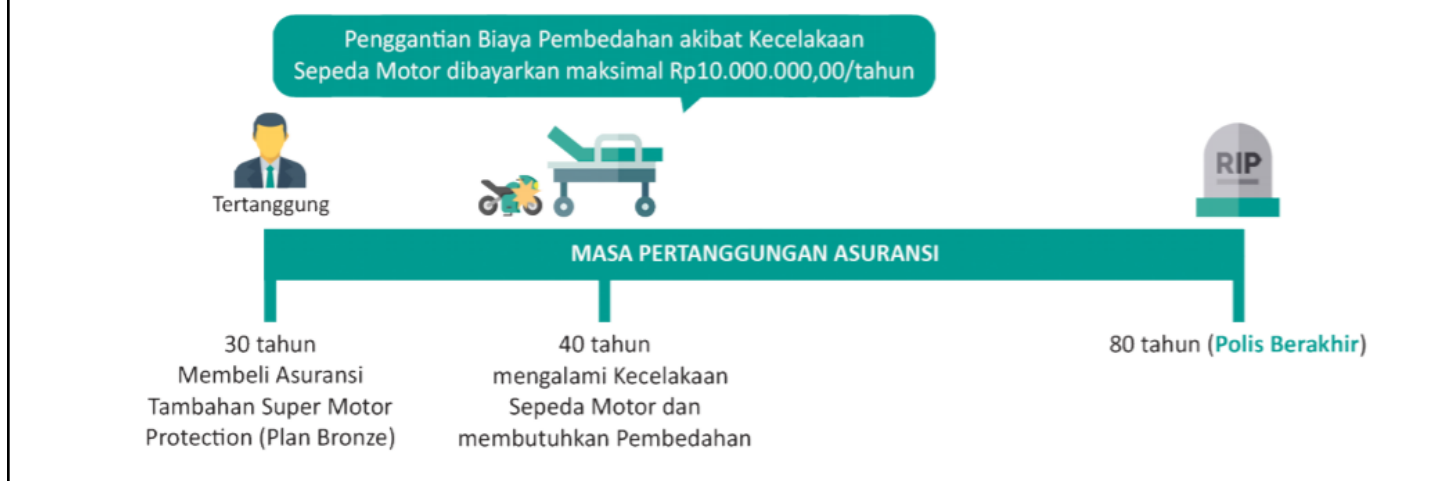 Penggantian Biaya Pembedahan akibat Kecelakaan
Sepeda Motor dibayarkan maksimal Rp10.000.000,00/tahun
RIP
Tertanggung
MASA PERTANGGUNGAN ASURANSI
30 tahun
Membeli Asuransi
Tambahan Super Motor
Protection (Plan Bronze)
40 tahun
mengalami Kecelakaan
Sepeda Motor dan
membutuhkan Pembedahan
80 tahun (Polis Berakhir)